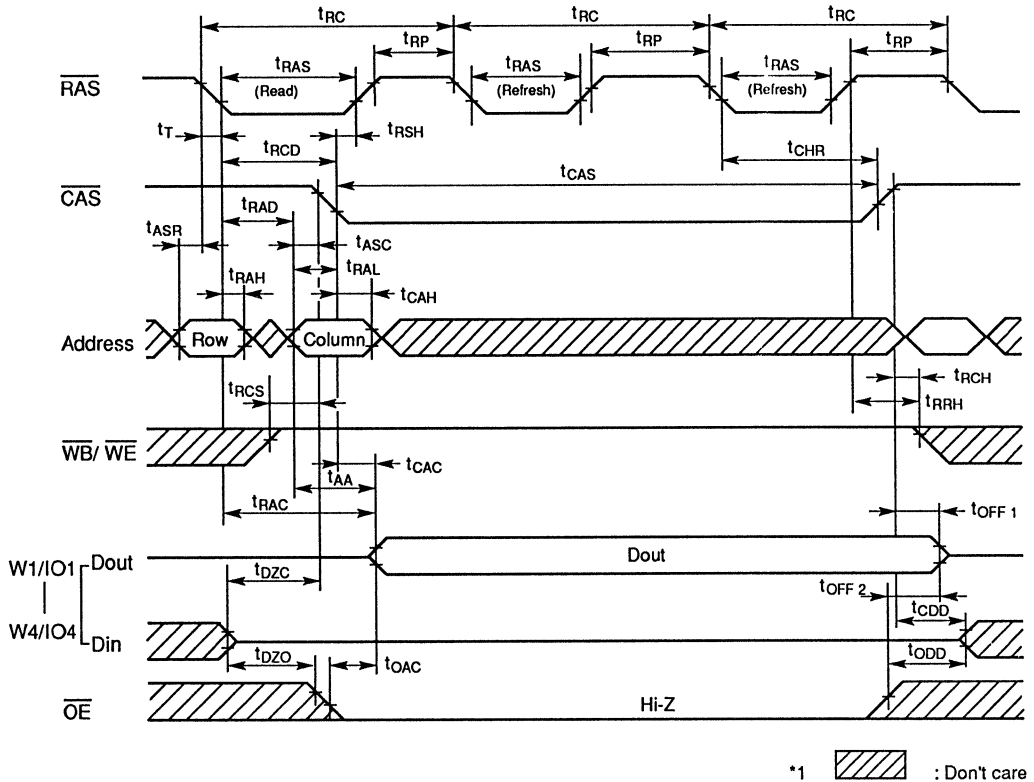 tRC tRC tRC
tRP tRP tRP
RAS tRAS tRAS tRAS
(Read) (Refresh) (Refresh)
tT tRSH
tRCD tCHR
CAS tCAS
tRAD
tASR tASC
tRAL
tRAH tCAH
Address Row Column
tRCH
tRCS tRRH
WB/ WE
tCAC
tAA
tRAC
tOFF 1
W1/IO1 Dout Dout
tDZC
tOFF 2
tCDD
W4/IO4 Din
tDZO tOAC tODD
OE Hi-Z
*1 : Don't care